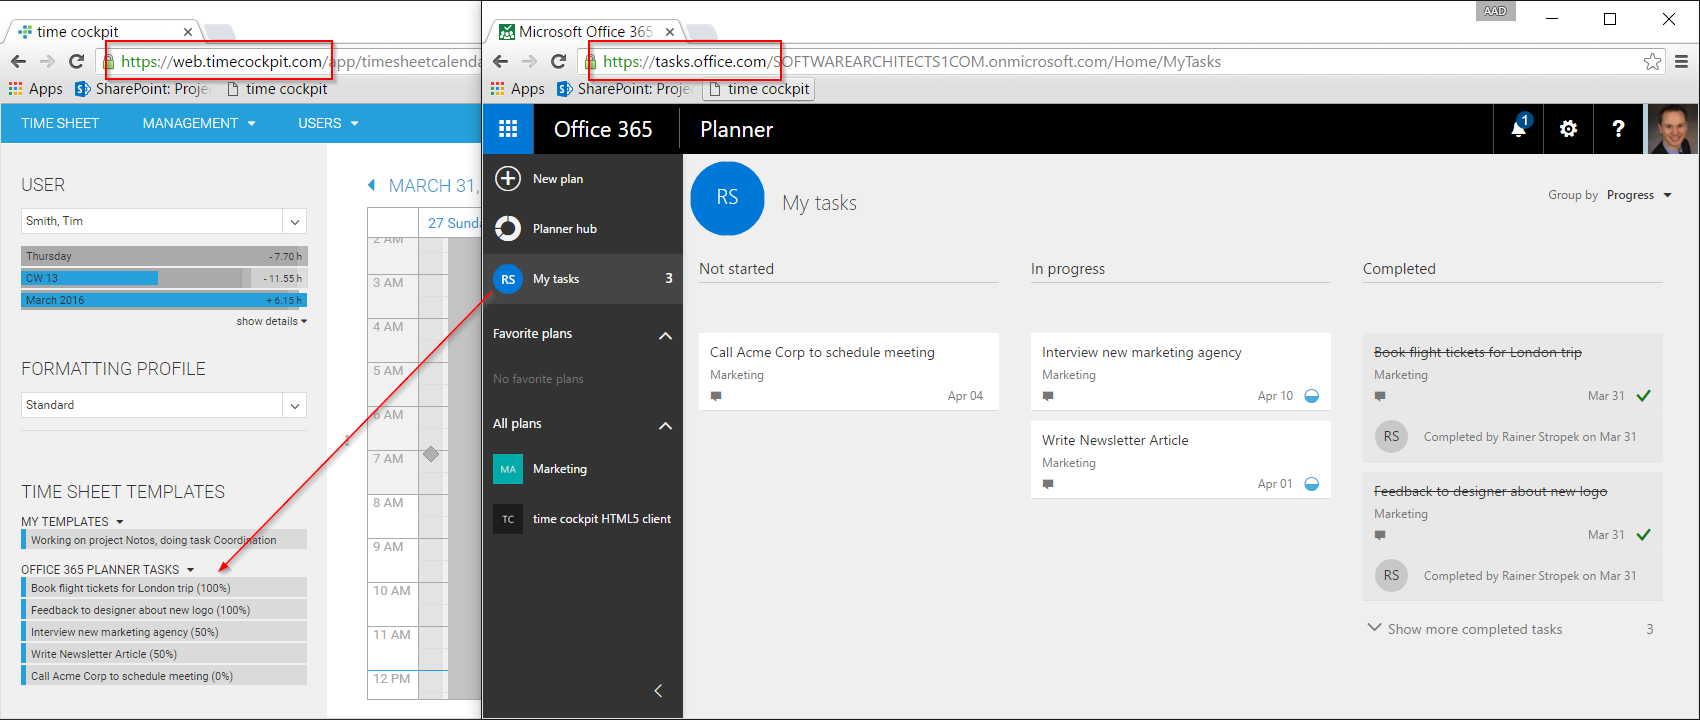 time cockpit
https://web.timecockpit.com/app/timesheetcalenda
Apps
SharePoint: Proje
time cockpit
TIME SHEET
MANAGEMENT
USERS
USER
Smith, Tim
Thursday
- 7.70 h
CW 13
- 11.55 h
March 2016
+ 6.15 h
show details
FORMATTING PROFILE
Standard
TIME SHEET TEMPLATES
MY TEMPLATES
Working on project Notos, doing task Coordination
OFFICE 365 PLANNER TASKS
Book flight tickets for London trip (100%)
Feedback to designer about new logo (100%)
Interview new marketing agency (50%)
Write Newsletter Article (50%)
Call Acme Corp to schedule meeting (0%)
MARCH 31,
27 Sunda
2 AM
3 AM
4 AM
5 AM
6 AM
7 AM
8 AM
9 AM
10 AM
11 AM
12 PM
Microsoft Office 365
AAD
https://tasks.office.com/SOFTWAREARCHITECTS1COM.onmicrosoft.com/Home/MyTasks
Apps
SharePoint: Proje
time cockpit
Office 365
Planner
1
?
New plan
Planner hub
RS
My tasks
3
Favorite plans
No favorite plans
All plans
MA
Marketing
TC
time cockpit HTML5 client
RS
My tasks
Group by
Progress
Not started
Call Acme Corp to schedule meeting
Marketing
Apr 04
In progress
Interview new marketing agency
Marketing
Apr 10
Write Newsletter Article
Marketing
Apr 01
Completed
Book flight tickets for London trip
Marketing
Mar 31
RS
Completed by Rainer Stropek on Mar 31
Feedback to designer about new logo
Marketing
Mar 31
RS
Completed by Rainer Stropek on Mar 31
Show more completed tasks
3